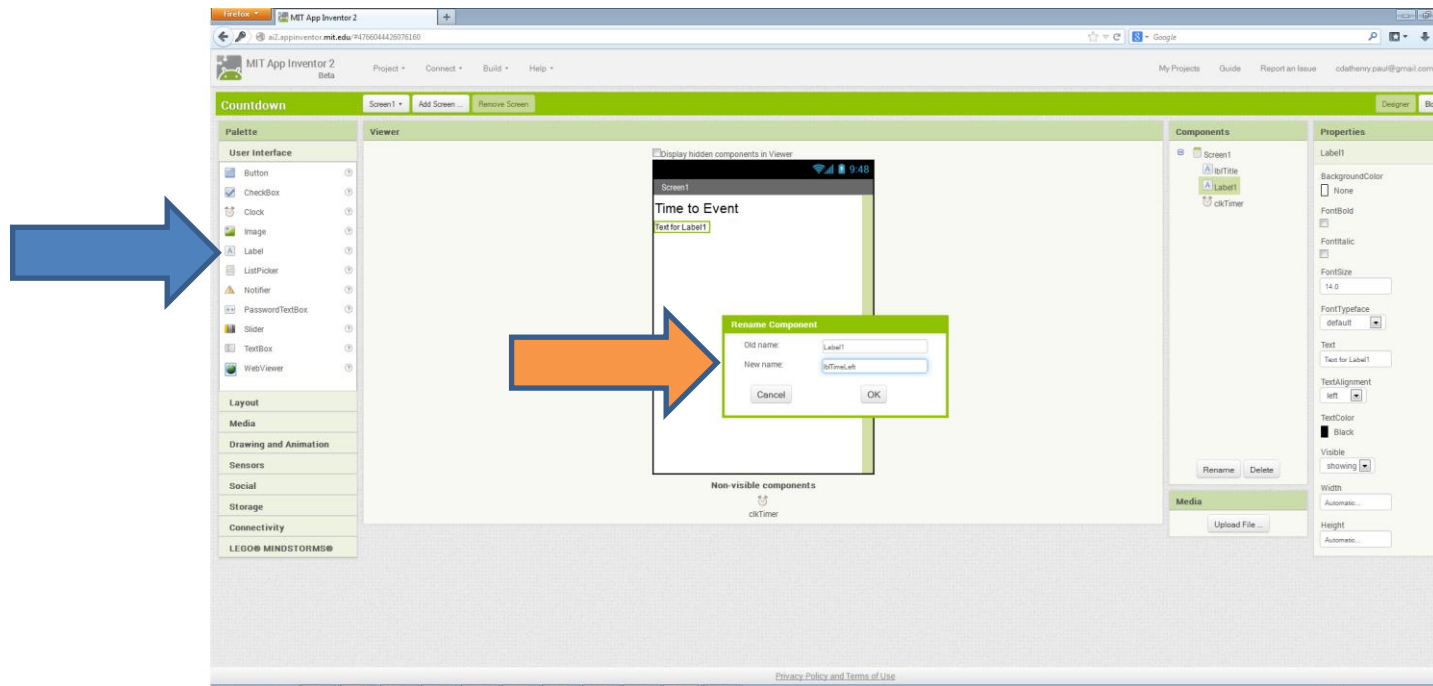 Firefox
MIT App Inventor 2
ai2.appinventor.mit.edu/#4766044426076160
Google
MIT App Inventor 2
Beta
Project
Connect
Build
Help
My Projects
Guide
Report an Issue
cdathenry.paul@gmail.com
Countdown
Screen1
Add Screen ...
Remove Screen
Designer
Palette
User Interface
Button
CheckBox
Clock
Image
Label
ListPicker
Notifier
PasswordTextBox
Slider
TextBox
WebViewer
Layout
Media
Drawing and Animation
Sensors
Social
Storage
Connectivity
LEGO® MINDSTORMS®
Viewer
Display hidden components in Viewer
9:48
Screen1
Time to Event
Text for Label1
Rename Component
Old name:
Label1
New name:
lblTimeLeft
Cancel
OK
Non-visible components
clkTimer
Components
Screen1
lblTitle
Label1
clkTimer
Rename
Delete
Media
Upload File ...
Properties
Label1
BackgroundColor
None
FontBold
FontItalic
FontSize
14.0
FontTypeface
default
Text
Text for Label1
TextAlignment
left
TextColor
Black
Visible
showing
Width
Automatic...
Height
Automatic...
Privacy Policy and Terms of Use